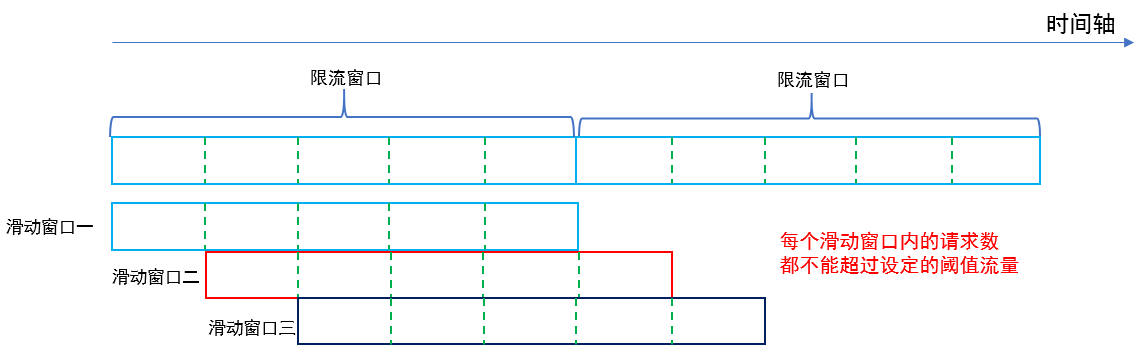 时间轴
限流窗口
限流窗口
滑动窗口一
每个滑动窗口内的请求数
都不能超过设定的阈值流量
滑动窗口二
滑动窗口三